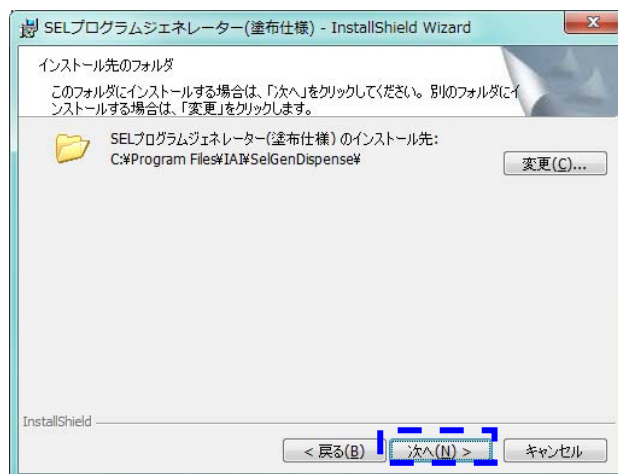 SELプログラムジェネレーター(塗布仕様) - InstallShield Wizard
インストール先のフォルダ
このフォルダにインストールする場合は、「次へ」をクリックしてください。別のフォルダにイ
ンストールする場合は、「変更」をクリックします。
SELプログラムジェネレーター(塗布仕様) のインストール先:
C:¥Program Files¥IAI¥SelGenDispense¥
変更(C)...
InstallShield
< 戻る(B)
次へ(N) >
キャンセル